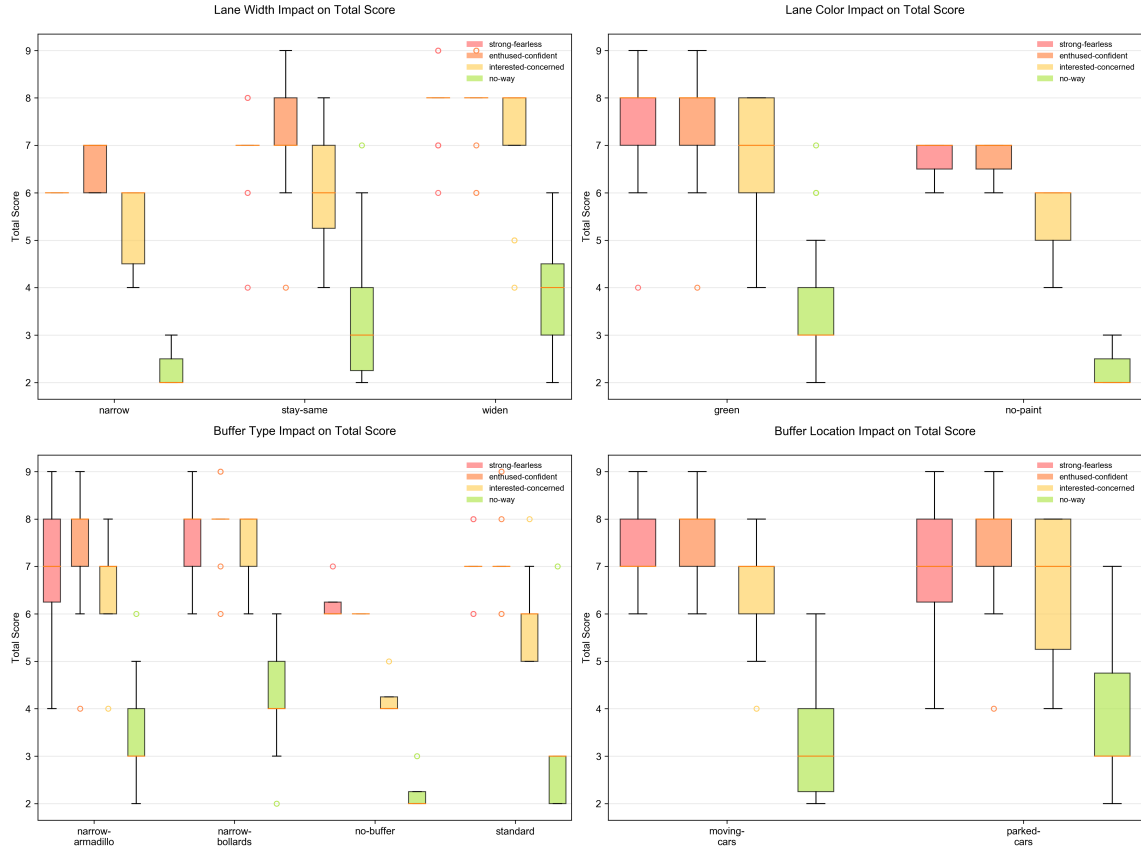 Lane Width Impact on Total Score
Total Score
9
8
7
6
5
4
3
2
strong-fearless
enthused-confident
interested-concerned
no-way
narrow
stay-same
widen
Lane Color Impact on Total Score
Total Score
9
8
7
6
5
4
3
2
strong-fearless
enthused-confident
interested-concerned
no-way
green
no-paint
Buffer Type Impact on Total Score
Total Score
9
8
7
6
5
4
3
2
strong-fearless
enthused-confident
interested-concerned
no-way
narrow-
armadillo
narrow-
bollards
no-buffer
standard
Buffer Location Impact on Total Score
Total Score
9
8
7
6
5
4
3
2
strong-fearless
enthused-confident
interested-concerned
no-way
moving-
cars
parked-
cars